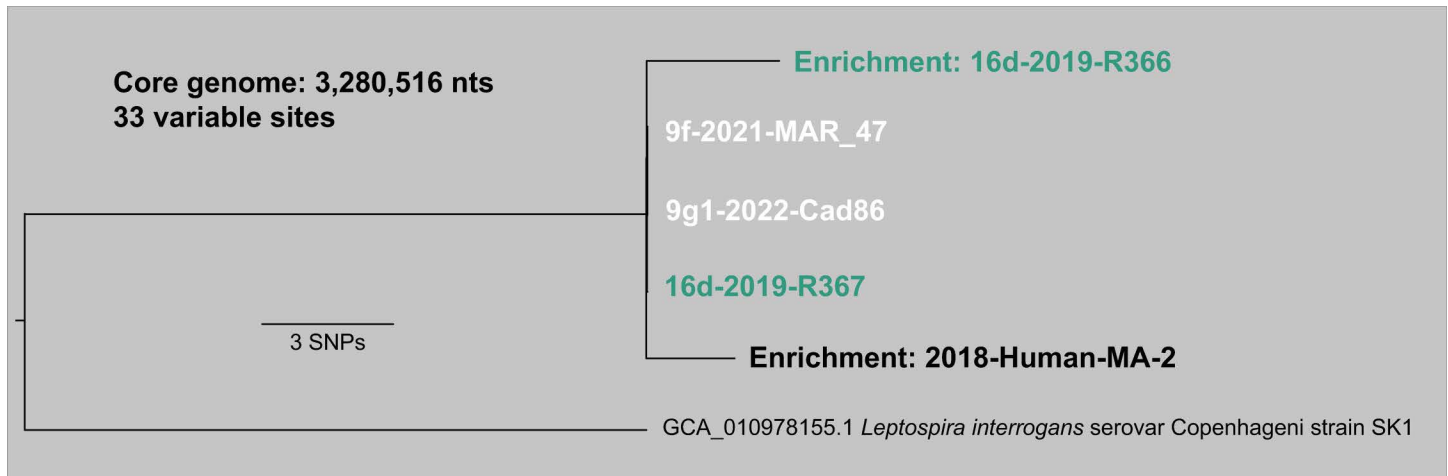 Enrichment: 16d-2019-R366
Core genome: 3,280,516 nts
33 variable sites
9f-2021-MAR_47
9g1-2022-Cad86
16d-2019-R367
3 SNPs
Enrichment: 2018-Human-MA-2
GCA_010978155.1 Leptospira interrogans serovar Copenhageni strain SK1